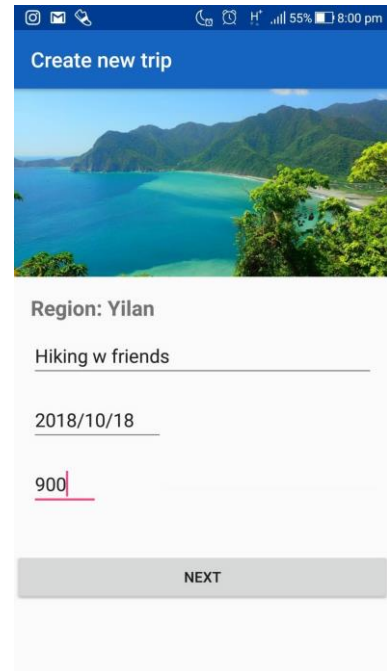 H+ 55% 8:00 pm
Create new trip
Region: Yilan
Hiking w friends
2018/10/18
900
NEXT